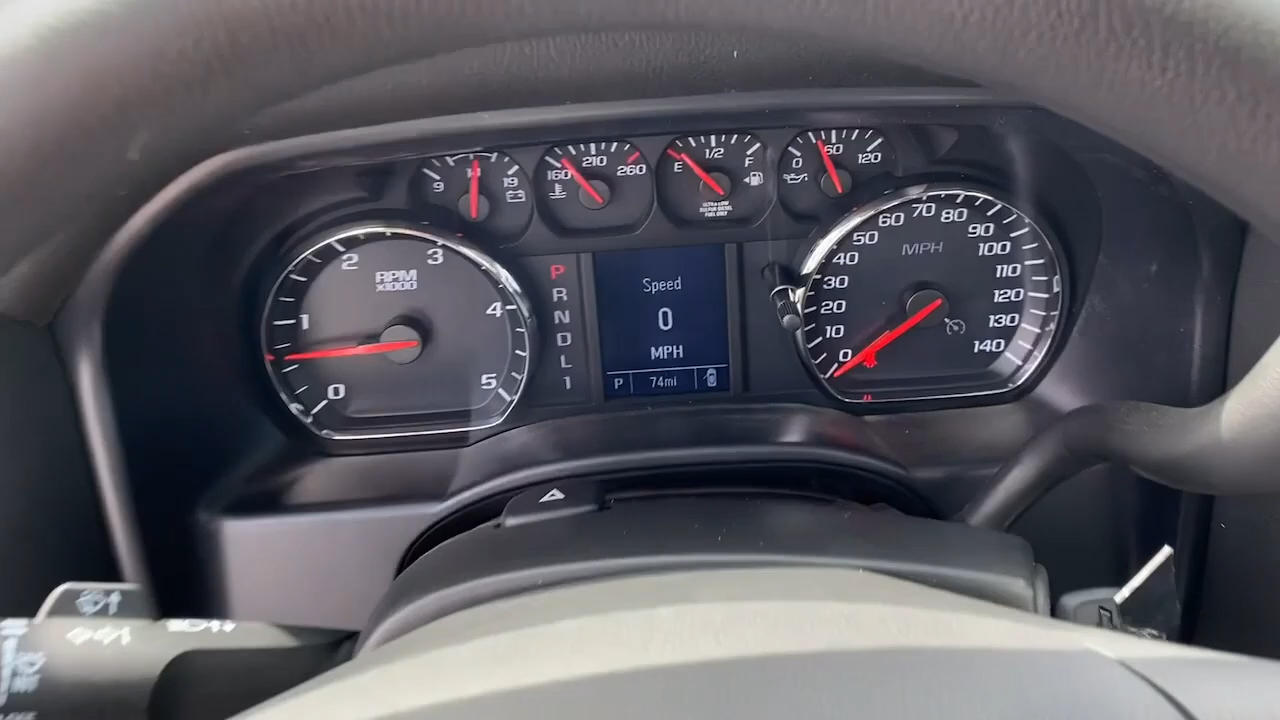 9 14 19
160 210 260
E 1/2 F
ULTRA-LOW
SULFUR DIESEL
FUEL ONLY
0 60 120
0 1 2 3 4 5
RPM
x1000
P
R
N
D
L
1
Speed
0
MPH
P 74mi
0 10 20 30 40 50 60 70 80 90 100 110 120 130 140
MPH